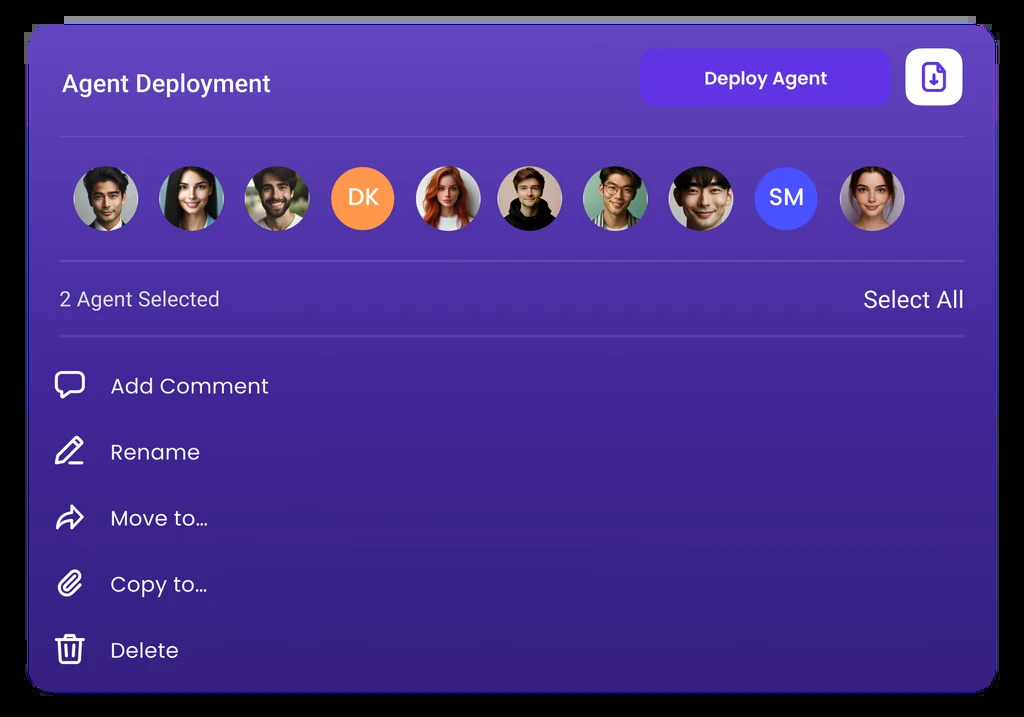 Agent Deployment
Deploy Agent
DK
SM
2 Agent Selected
Select All
Add Comment
Rename
Move to...
Copy to...
Delete